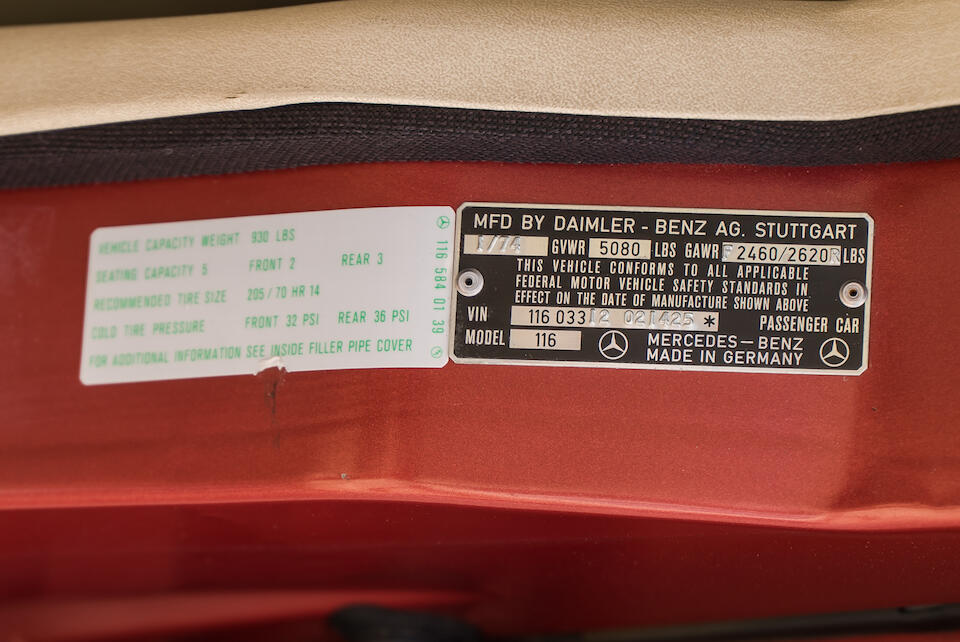 VEHICLE CAPACITY WEIGHT 930 LBS
SEATING CAPACITY 5 FRONT 2 REAR 3
RECOMMENDED TIRE SIZE 205/70 HR 14
COLD TIRE PRESSURE FRONT 32 PSI REAR 36 PSI
FOR ADDITIONAL INFORMATION SEE INSIDE FILLER PIPE COVER
116 584 01 39
MFD BY DAIMLER - BENZ AG. STUTTGART
1/74 GVWR 5080 LBS GAWR F2460/2620R LBS
THIS VEHICLE CONFORMS TO ALL APPLICABLE
FEDERAL MOTOR VEHICLE SAFETY STANDARDS IN
EFFECT ON THE DATE OF MANUFACTURE SHOWN ABOVE
VIN 116 033 12 021425 * PASSENGER CAR
MODEL 116 MERCEDES - BENZ
MADE IN GERMANY